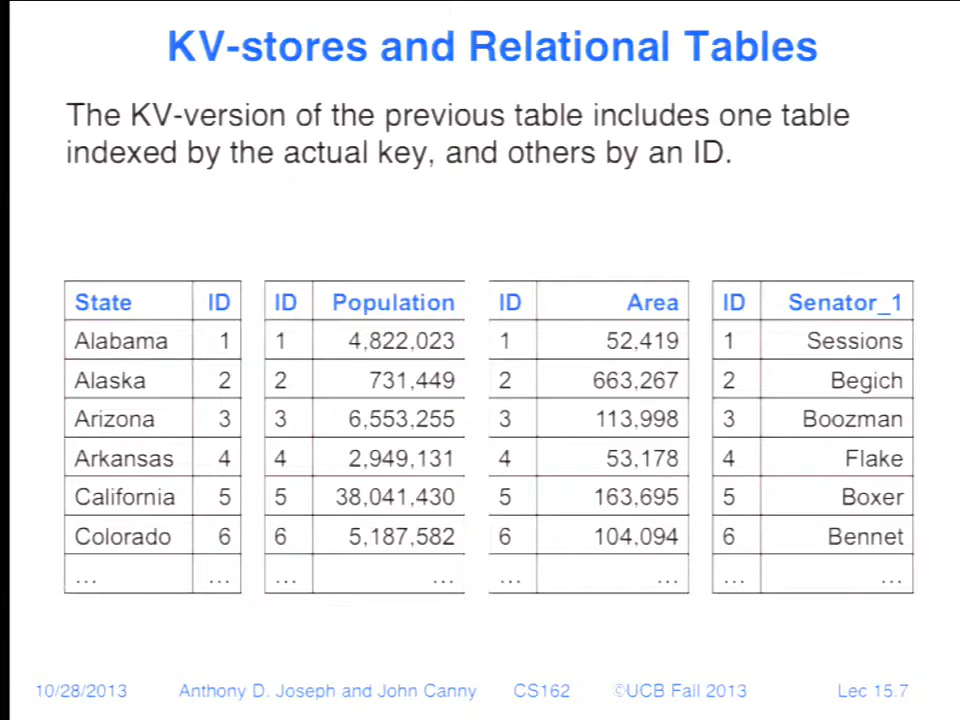 KV-stores and Relational Tables
The KV-version of the previous table includes one table
indexed by the actual key, and others by an ID.
State ID ID Population ID Area ID Senator_1
Alabama 1 1 4,822,023 1 52,419 1 Sessions
Alaska 2 2 731,449 2 663,267 2 Begich
Arizona 3 3 6,553,255 3 113,998 3 Boozman
Arkansas 4 4 2,949,131 4 53,178 4 Flake
California 5 5 38,041,430 5 163,695 5 Boxer
Colorado 6 6 5,187,582 6 104,094 6 Bennet
… … … … … … … …
10/28/2013 Anthony D. Joseph and John Canny CS162 ©UCB Fall 2013 Lec 15.7